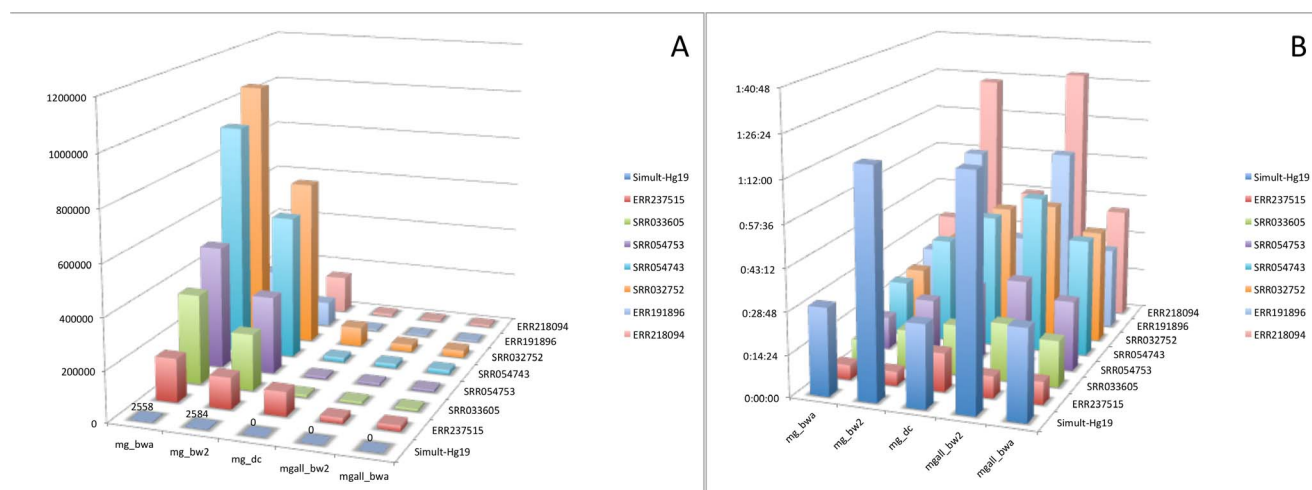 A
1200000
1000000
800000
600000
400000
200000
0
2558
2584
0
0
0
mg_bwa
mg_bw2
mg_dc
mgall_bw2
mgall_bwa
ERR218094
ERR191896
SRR032752
SRR054743
SRR054753
SRR033605
ERR237515
Simult-Hg19
Simult-Hg19
ERR237515
SRR033605
SRR054753
SRR054743
SRR032752
ERR191896
ERR218094
B
1:40:48
1:26:24
1:12:00
0:57:36
0:43:12
0:28:48
0:14:24
0:00:00
mg_bwa
mg_bw2
mg_dc
mgall_bw2
mgall_bwa
ERR218094
ERR191896
SRR032752
SRR054743
SRR054753
SRR033605
ERR237515
Simult-Hg19
Simult-Hg19
ERR237515
SRR033605
SRR054753
SRR054743
SRR032752
ERR191896
ERR218094